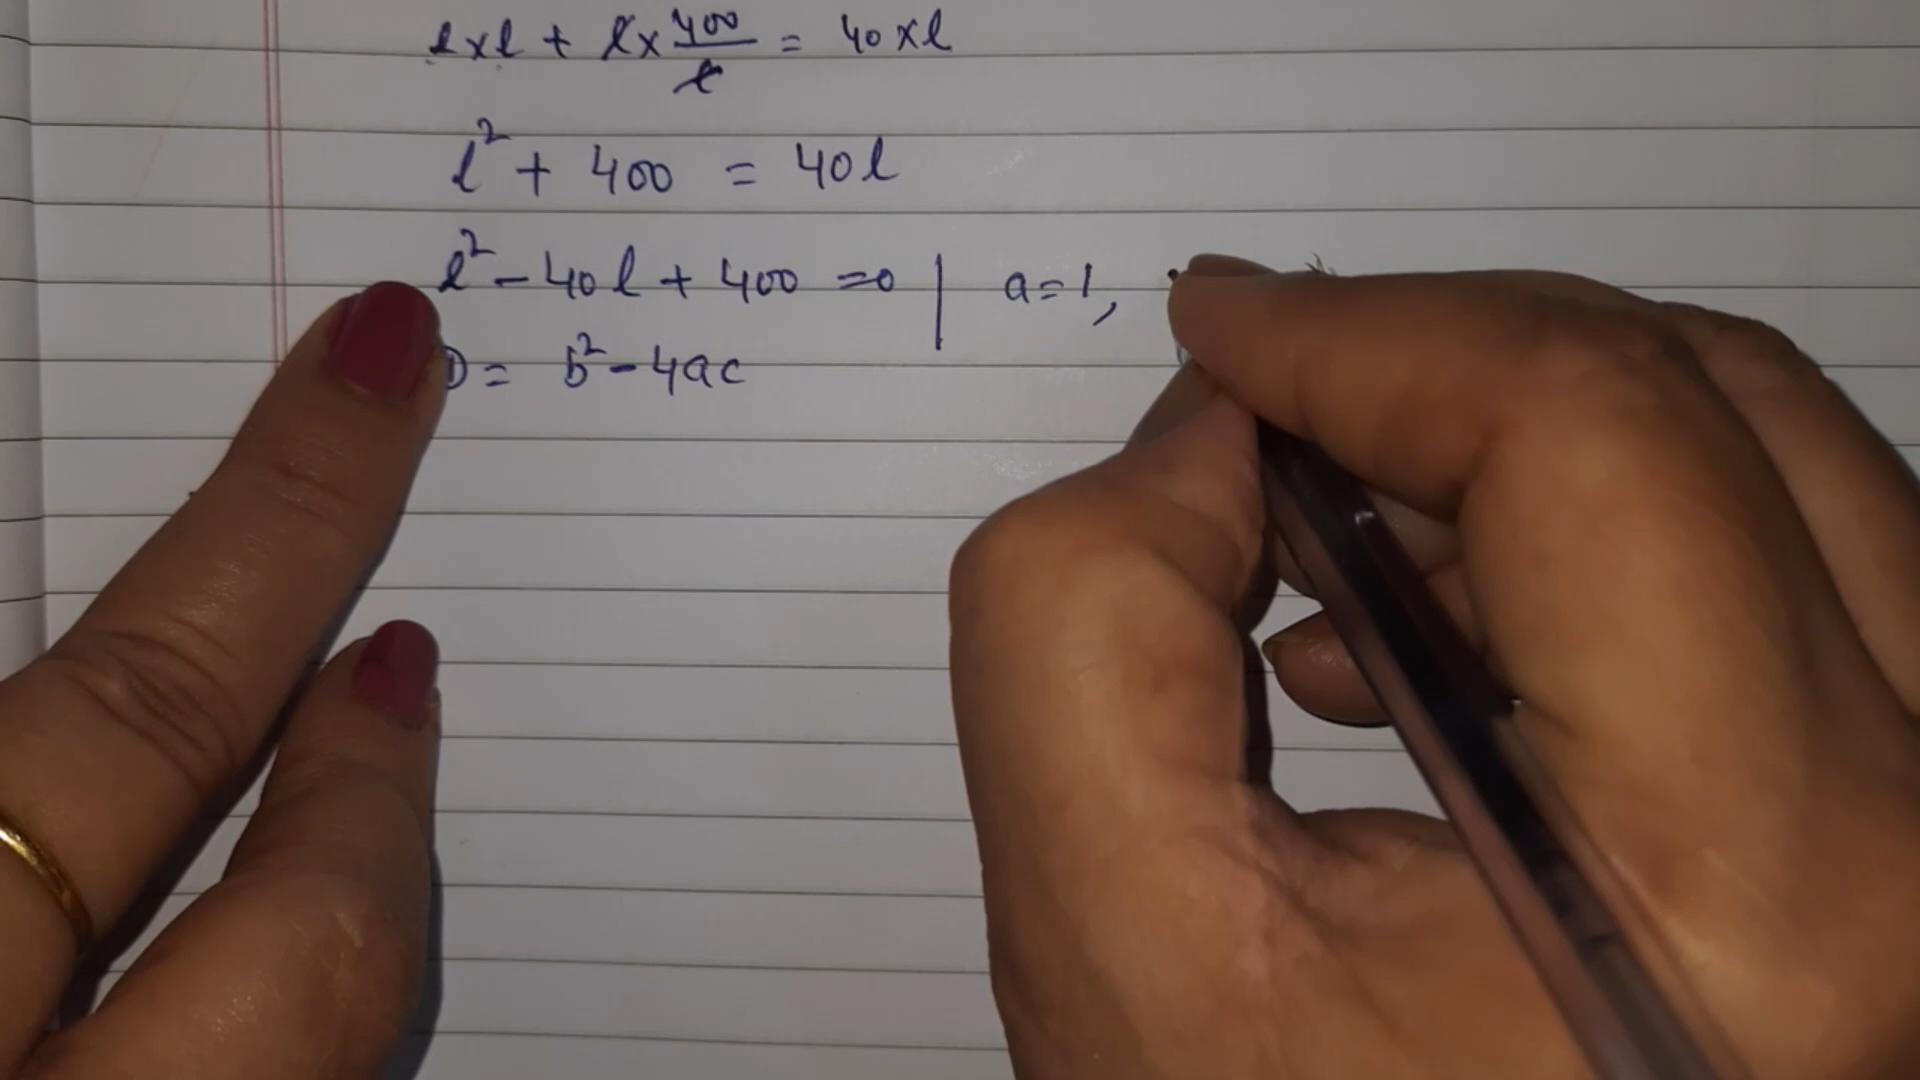 l×l + l×400/l = 40×l
l² + 400 = 40l
l² - 40l + 400 =0 | a=1,
D = b² - 4ac